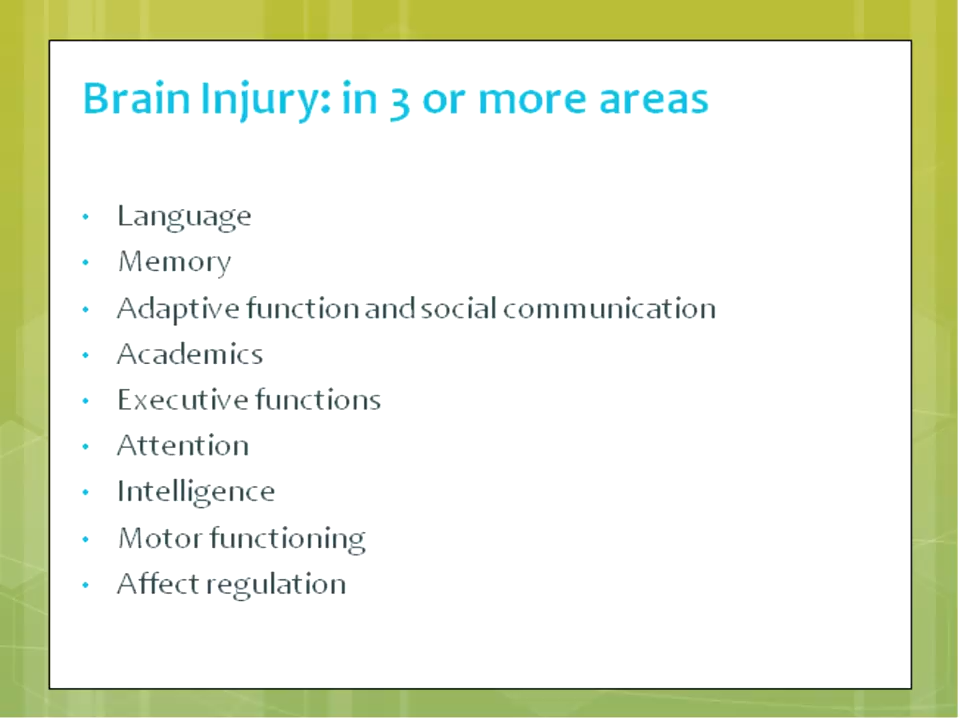 Brain Injury: in 3 or more areas
• Language
• Memory
• Adaptive function and social communication
• Academics
• Executive functions
• Attention
• Intelligence
• Motor functioning
• Affect regulation